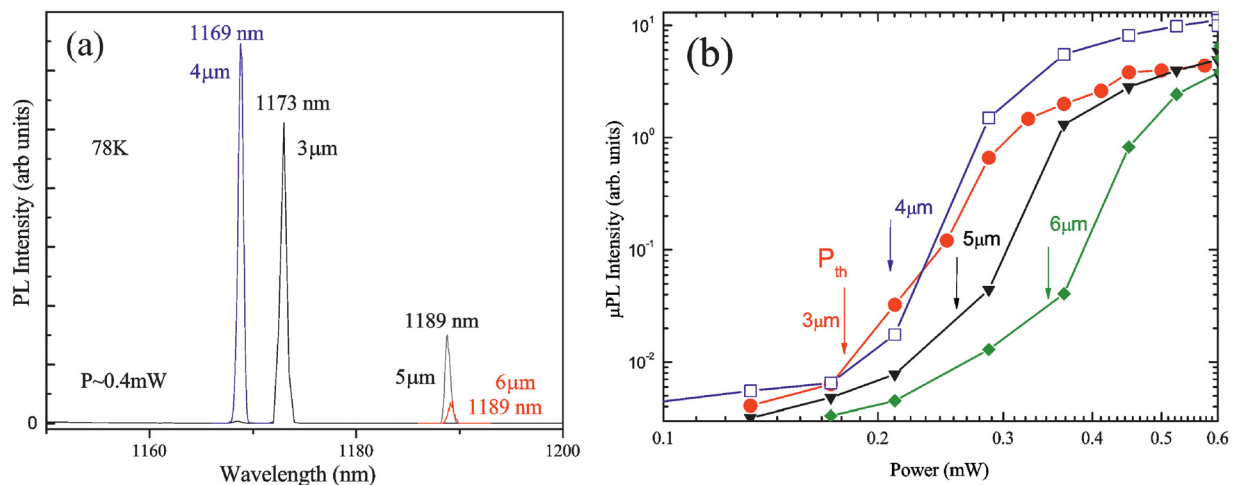 (a)
1169 nm
4μm
1173 nm
3μm
78K
1189 nm
5μm
6μm
1189 nm
P~0.4mW
PL Intensity (arb units)
0
1160
1180
1200
Wavelength (nm)
(b)
10¹
10⁰
10⁻¹
10⁻²
μPL Intensity (arb. units)
4μm
5μm
6μm
Pth
3μm
0.1
0.2
0.3
0.4
0.5
0.6
Power (mW)